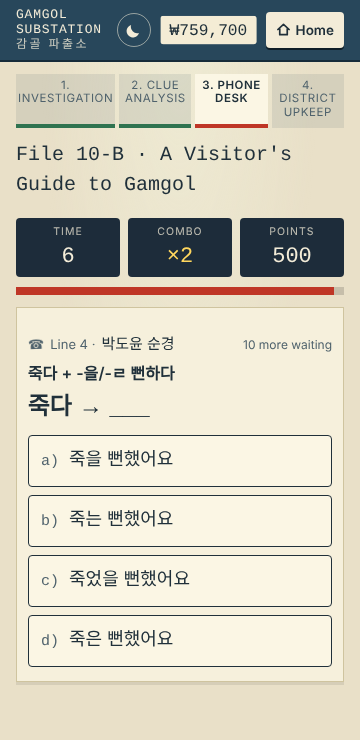 GAMGOL
SUBSTATION
감골 파출소
₩759,700
Home
1.
INVESTIGATION
2. CLUE
ANALYSIS
3. PHONE
DESK
4.
DISTRICT
UPKEEP
File 10-B · A Visitor's
Guide to Gamgol
TIME
6
COMBO
×2
POINTS
500
☎ Line 4 · 박도윤 순경
10 more waiting
죽다 + -을/-ㄹ 뻔하다
죽다 → ___
a) 죽을 뻔했어요
b) 죽는 뻔했어요
c) 죽었을 뻔했어요
d) 죽은 뻔했어요